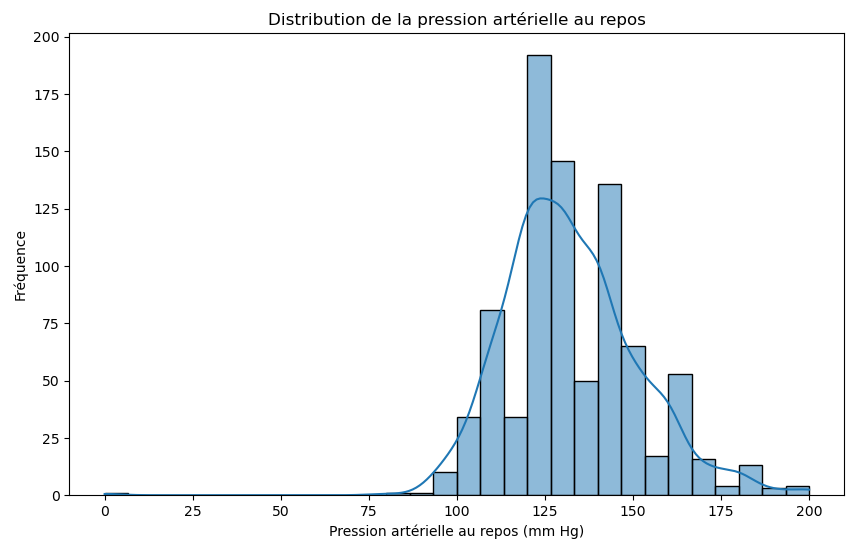 Distribution de la pression artérielle au repos
200
175
150
125
100
75
50
25
0
Fréquence
0 25 50 75 100 125 150 175 200
Pression artérielle au repos (mm Hg)